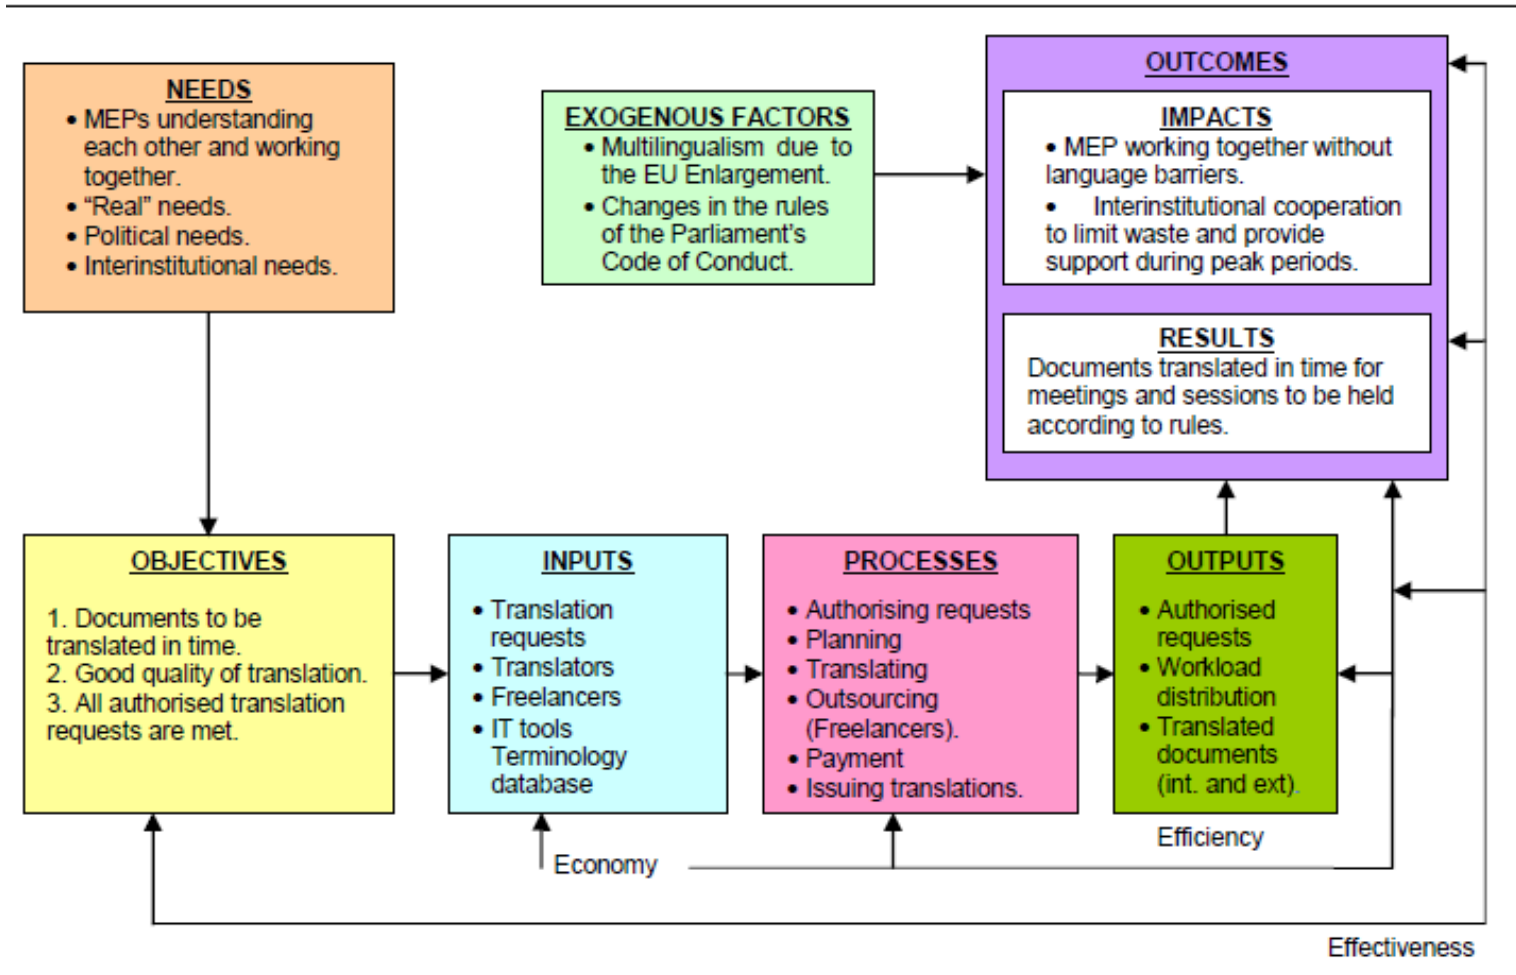 NEEDS
• MEPs understanding
each other and working
together.
• “Real” needs.
• Political needs.
• Interinstitutional needs.
EXOGENOUS FACTORS
• Multilingualism due to
the EU Enlargement.
• Changes in the rules
of the Parliament's
Code of Conduct.
OUTCOMES
IMPACTS
• MEP working together without
language barriers.
• Interinstitutional cooperation
to limit waste and provide
support during peak periods.
RESULTS
Documents translated in time for
meetings and sessions to be held
according to rules.
OBJECTIVES
1. Documents to be
translated in time.
2. Good quality of translation.
3. All authorised translation
requests are met.
INPUTS
• Translation
requests
• Translators
• Freelancers
• IT tools
Terminology
database
PROCESSES
• Authorising requests
• Planning
• Translating
• Outsourcing
(Freelancers).
• Payment
• Issuing translations.
OUTPUTS
• Authorised
requests
• Workload
distribution
• Translated
documents
(int. and ext).
Efficiency
Economy
Effectiveness